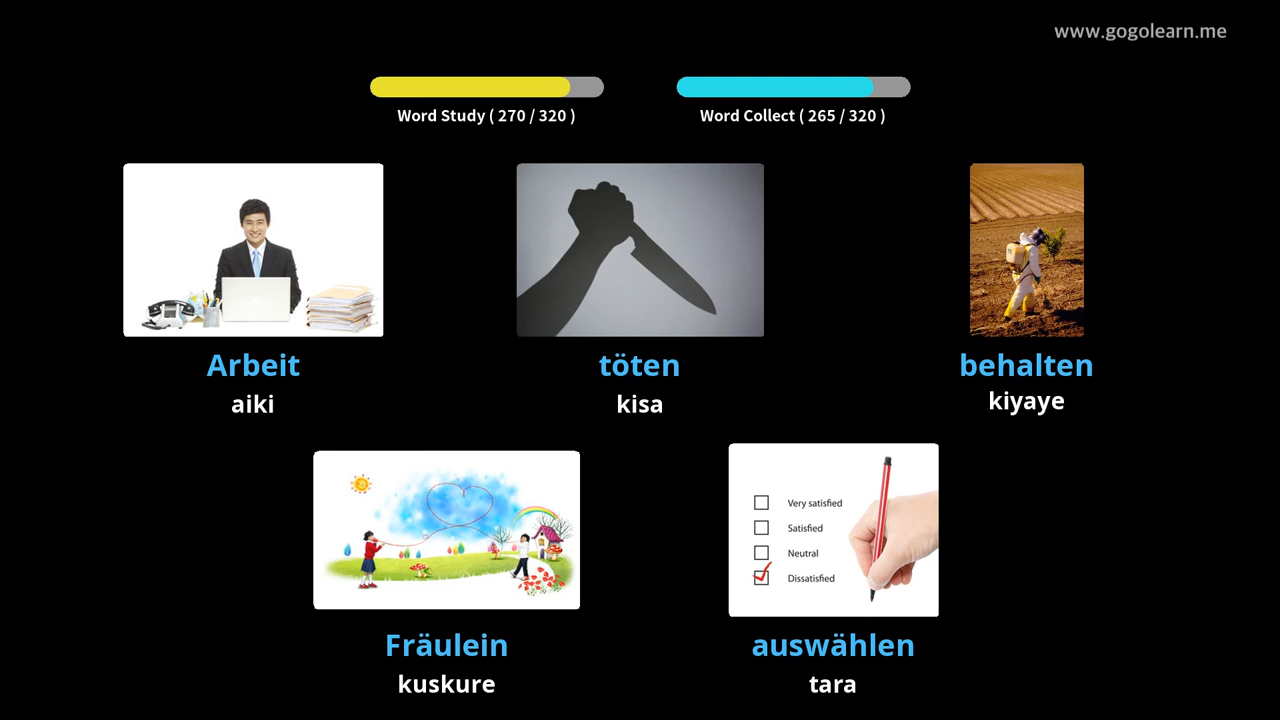 www.gogolearn.me
Word Study ( 270 / 320 )
Word Collect ( 265 / 320 )
Arbeit
aiki
töten
kisa
behalten
kiyaye
Very satisfied
Satisfied
Neutral
Dissatisfied
Fräulein
kuskure
auswählen
tara